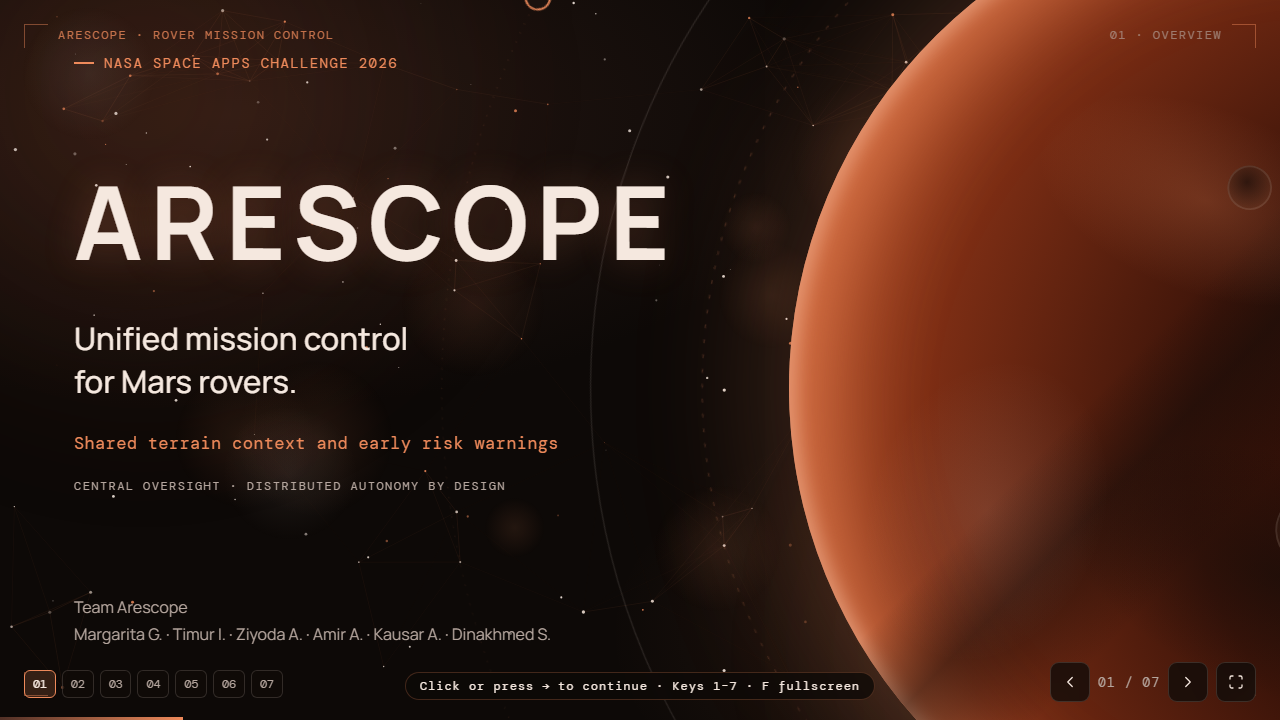 ARESCOPE · ROVER MISSION CONTROL
01 · OVERVIEW
NASA SPACE APPS CHALLENGE 2026
ARESCOPE
Unified mission control
for Mars rovers.
Shared terrain context and early risk warnings
CENTRAL OVERSIGHT · DISTRIBUTED AUTONOMY BY DESIGN
Team Arescope
Margarita G. · Timur I. · Ziyoda A. · Amir A. · Kausar A. · Dinakhmed S.
01 02 03 04 05 06 07
Click or press → to continue · Keys 1–7 · F fullscreen
01 / 07